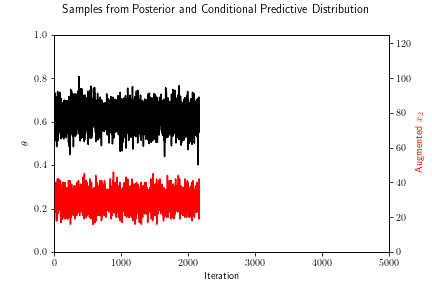 Samples from Posterior and Conditional Predictive Distribution
1.0
0.8
0.6
0.4
0.2
0.0
θ
120
100
80
60
40
20
0
Augmented x₂
0 1000 2000 3000 4000 5000
Iteration